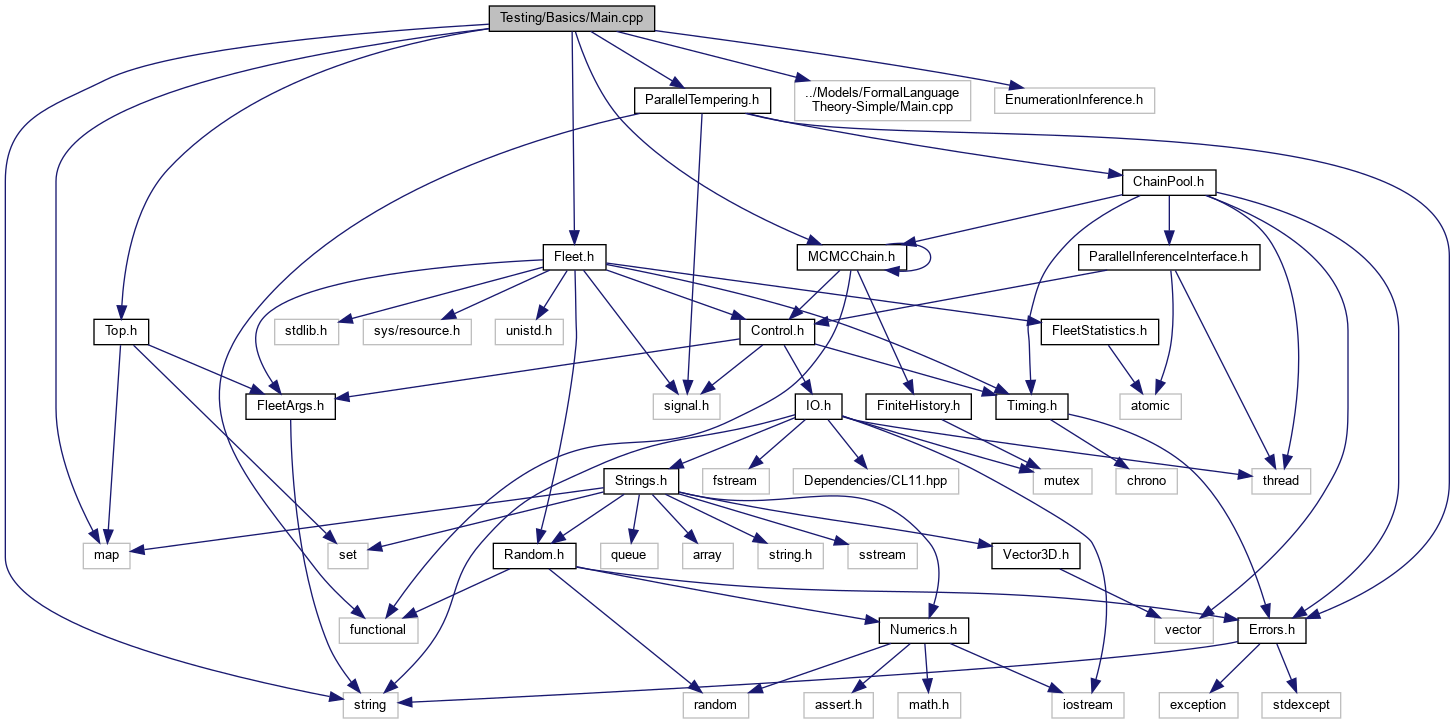 Testing/Basics/Main.cpp
ParallelTempering.h
../Models/FormalLanguage
Theory-Simple/Main.cpp
EnumerationInference.h
ChainPool.h
Fleet.h
MCMCChain.h
ParallelInferenceInterface.h
Top.h
stdlib.h
sys/resource.h
unistd.h
Control.h
FleetStatistics.h
FleetArgs.h
signal.h
IO.h
FiniteHistory.h
Timing.h
atomic
Strings.h
fstream
Dependencies/CL11.hpp
mutex
chrono
thread
map
set
Random.h
queue
array
string.h
sstream
Vector3D.h
functional
Numerics.h
vector
Errors.h
string
random
assert.h
math.h
iostream
exception
stdexcept